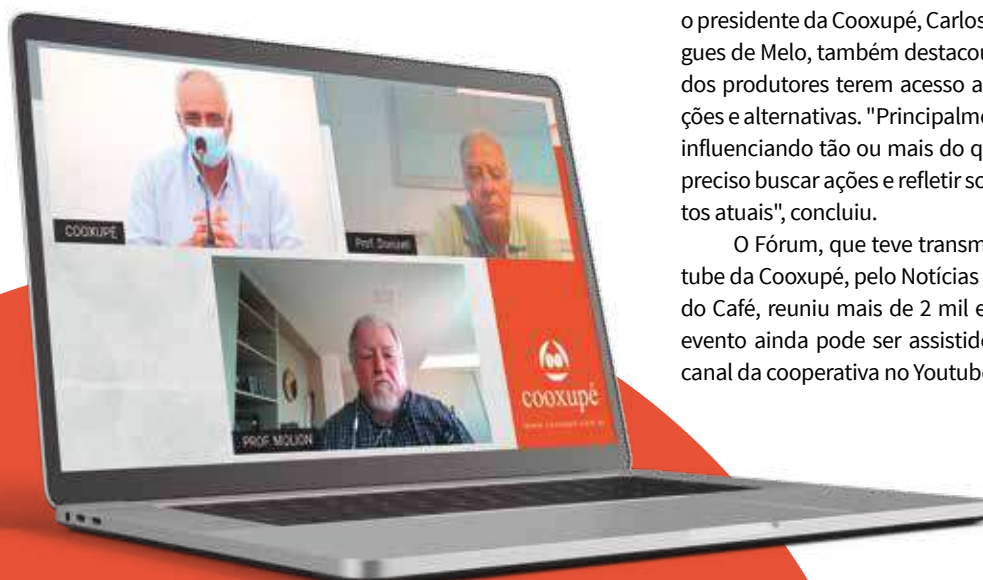 o presidente da Cooxupé, Carlos
gues de Melo, também destacou
dos produtores terem acesso a
ções e alternativas. "Principalme
influenciando tão ou mais do q
preciso buscar ações e refletir so
tos atuais", concluiu.
O Fórum, que teve transm
tube da Cooxupé, pelo Notícias
do Café, reuniu mais de 2 mil e
evento ainda pode ser assistido
canal da cooperativa no Youtube
COOXUPÉ
Prof. Donizeti
PROF. MOLION
cooxupé